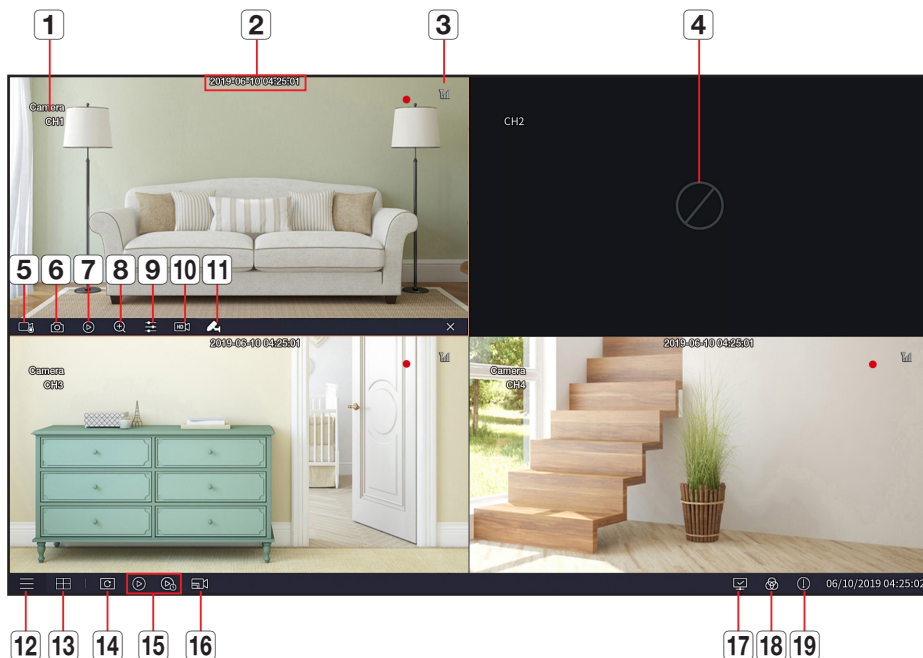 1 2 3 4
2019-06-10 04:25:01
Camera
CH1
CH2
5 6 7 8 9 10 11
HD
2019-06-10 04:25:01
2019-06-10 04:25:01
Camera
CH3
Camera
CH4
06/10/2019 04:25:02
12 13 14 15 16 17 18 19